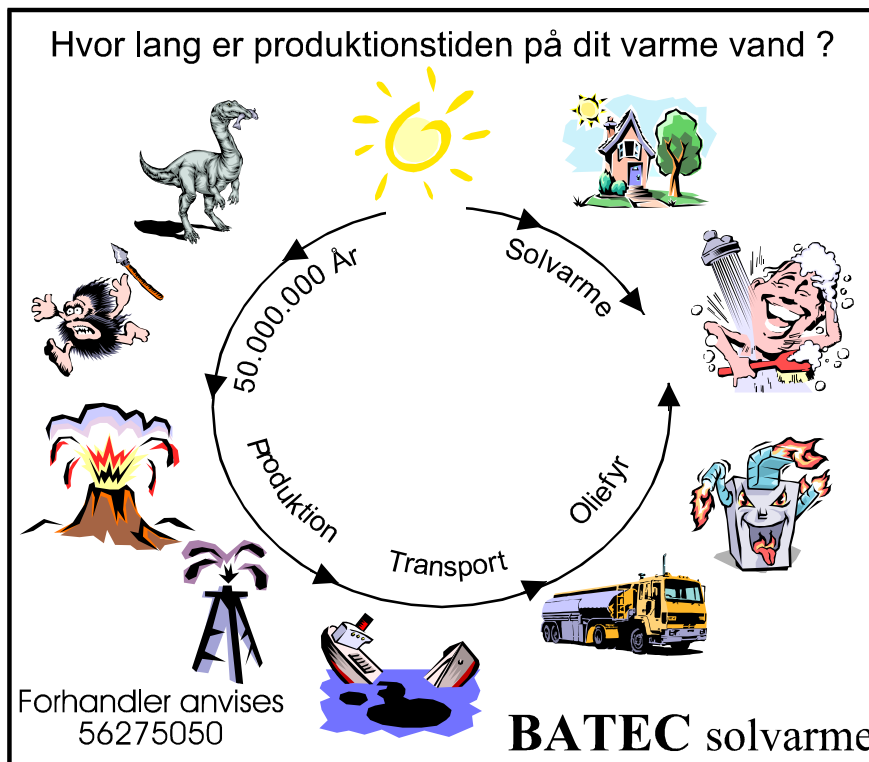 Hvor lang er produktionstiden på dit varme vand ?
Solvarme
50.000.000 År
Produktion
Transport
Oliefyr
Forhandler anvises
56275050
BATEC solvarme